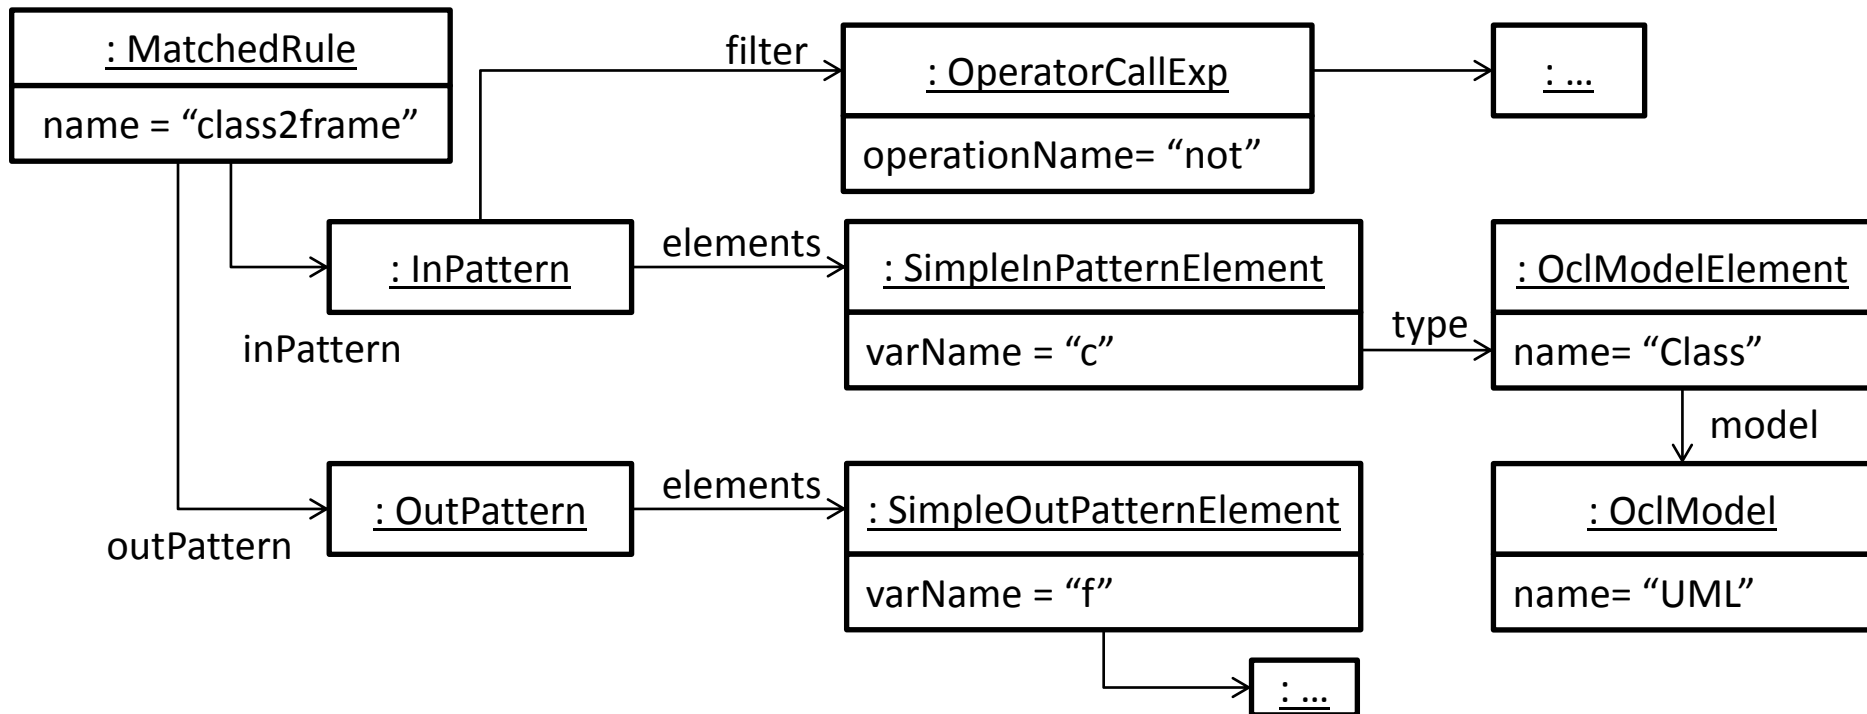 : MatchedRule
name = “class2frame”
filter
: OperatorCallExp
operationName= “not”
: ...
: InPattern
inPattern
elements
: SimpleInPatternElement
varName = “c”
type
: OclModelElement
name= “Class”
model
: OutPattern
outPattern
elements
: SimpleOutPatternElement
varName = “f”
: OclModel
name= “UML”
: ...